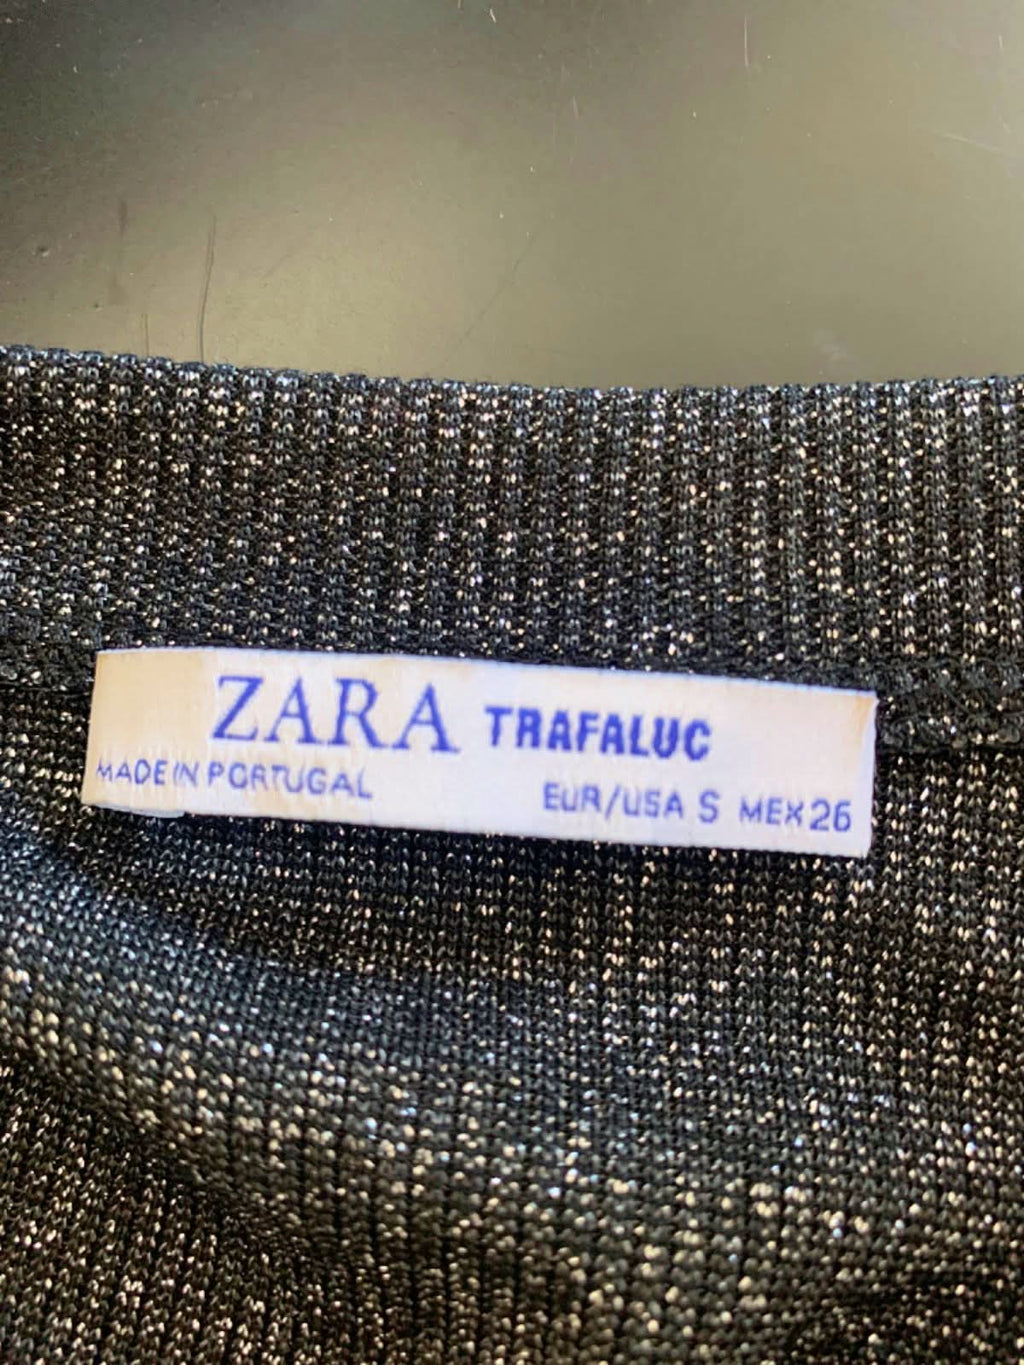 ZARA TRAFALUC
MADE IN PORTUGAL
EUR/USA S MEX 26